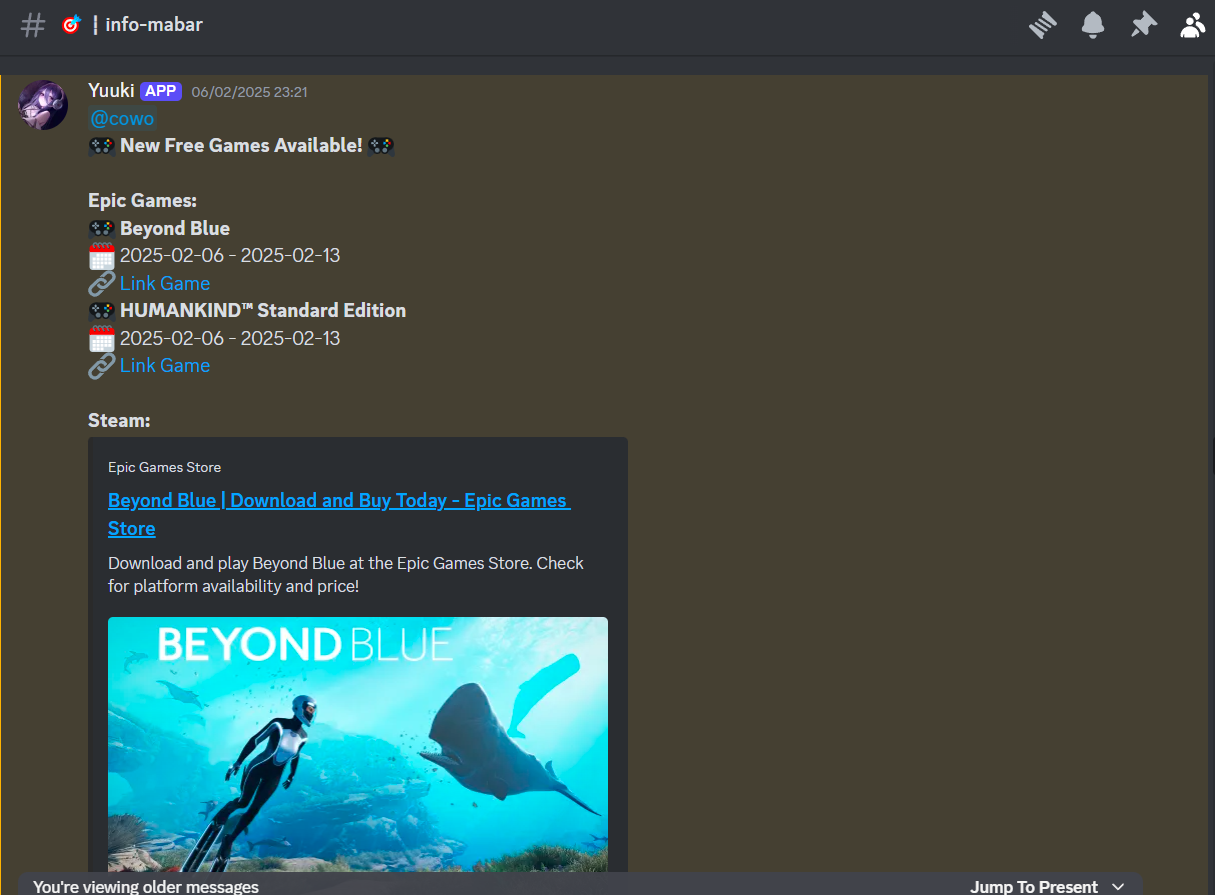 info-mabar
Yuuki APP 06/02/2025 23:21
@cowo
New Free Games Available!
Epic Games:
Beyond Blue
2025-02-06 - 2025-02-13
Link Game
HUMANKIND™ Standard Edition
2025-02-06 - 2025-02-13
Link Game
Steam:
Epic Games Store
Beyond Blue | Download and Buy Today - Epic Games
Store
Download and play Beyond Blue at the Epic Games Store. Check
for platform availability and price!
BEYOND BLUE
You're viewing older messages
Jump To Present